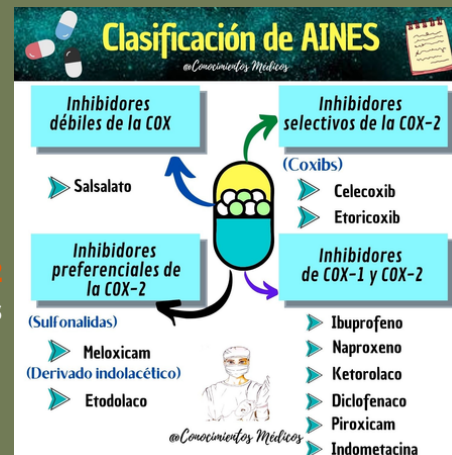 Clasificación de AINES
@Conocimientos Médicos
Inhibidores
débiles de la COX
Salsalato
Inhibidores
selectivos de la COX-2
(Coxibs)
Celecoxib
Etoricoxib
Inhibidores
preferenciales de
la COX-2
(Sulfonalidas)
Meloxicam
(Derivado indolacético)
Etodolaco
Inhibidores
de COX-1 y COX-2
Ibuprofeno
Naproxeno
Ketorolaco
Diclofenaco
Piroxicam
Indometacina
@Conocimientos Médicos